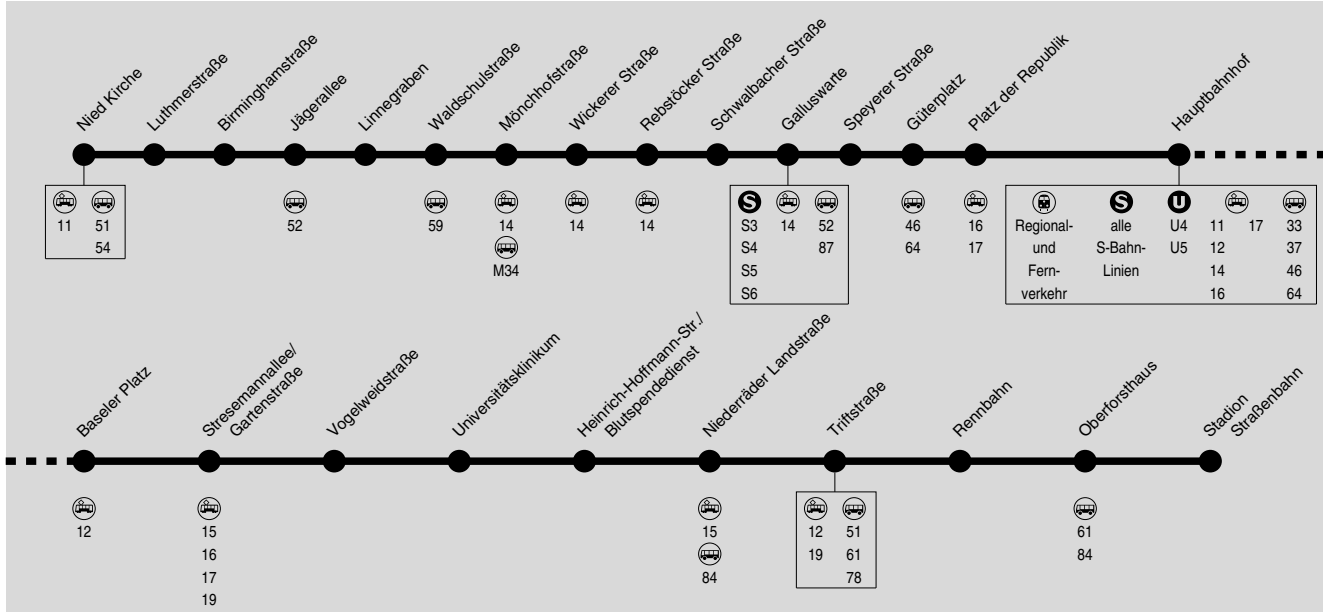 Nied Kirche
Luthmerstraße
Birminghamstraße
Jägerallee
Linnegraben
Waldschulstraße
Mönchhofstraße
Wickerer Straße
Rebstöcker Straße
Schwalbacher Straße
Galluswarte
Speyerer Straße
Güterplatz
Platz der Republik
Hauptbahnhof
S S U
11 51 52 59 14 14 14 S3 14 52 46 16 Regional- alle U4 11 17 33
54 S4 87 64 17 und S-Bahn- U5 12 37
M34 S5 Fern- Linien 14 46
S6 verkehr 16 64
Baseler Platz
Stresemannallee/
Gartenstraße
Vogelweidstraße
Universitätsklinikum
Heinrich-Hoffmann-Str./
Blutspendedienst
Niederräder Landstraße
Triftstraße
Rennbahn
Oberforsthaus
Stadion
Straßenbahn
12 15 15 12 51 61
16 19 61 84
17 84 78
19